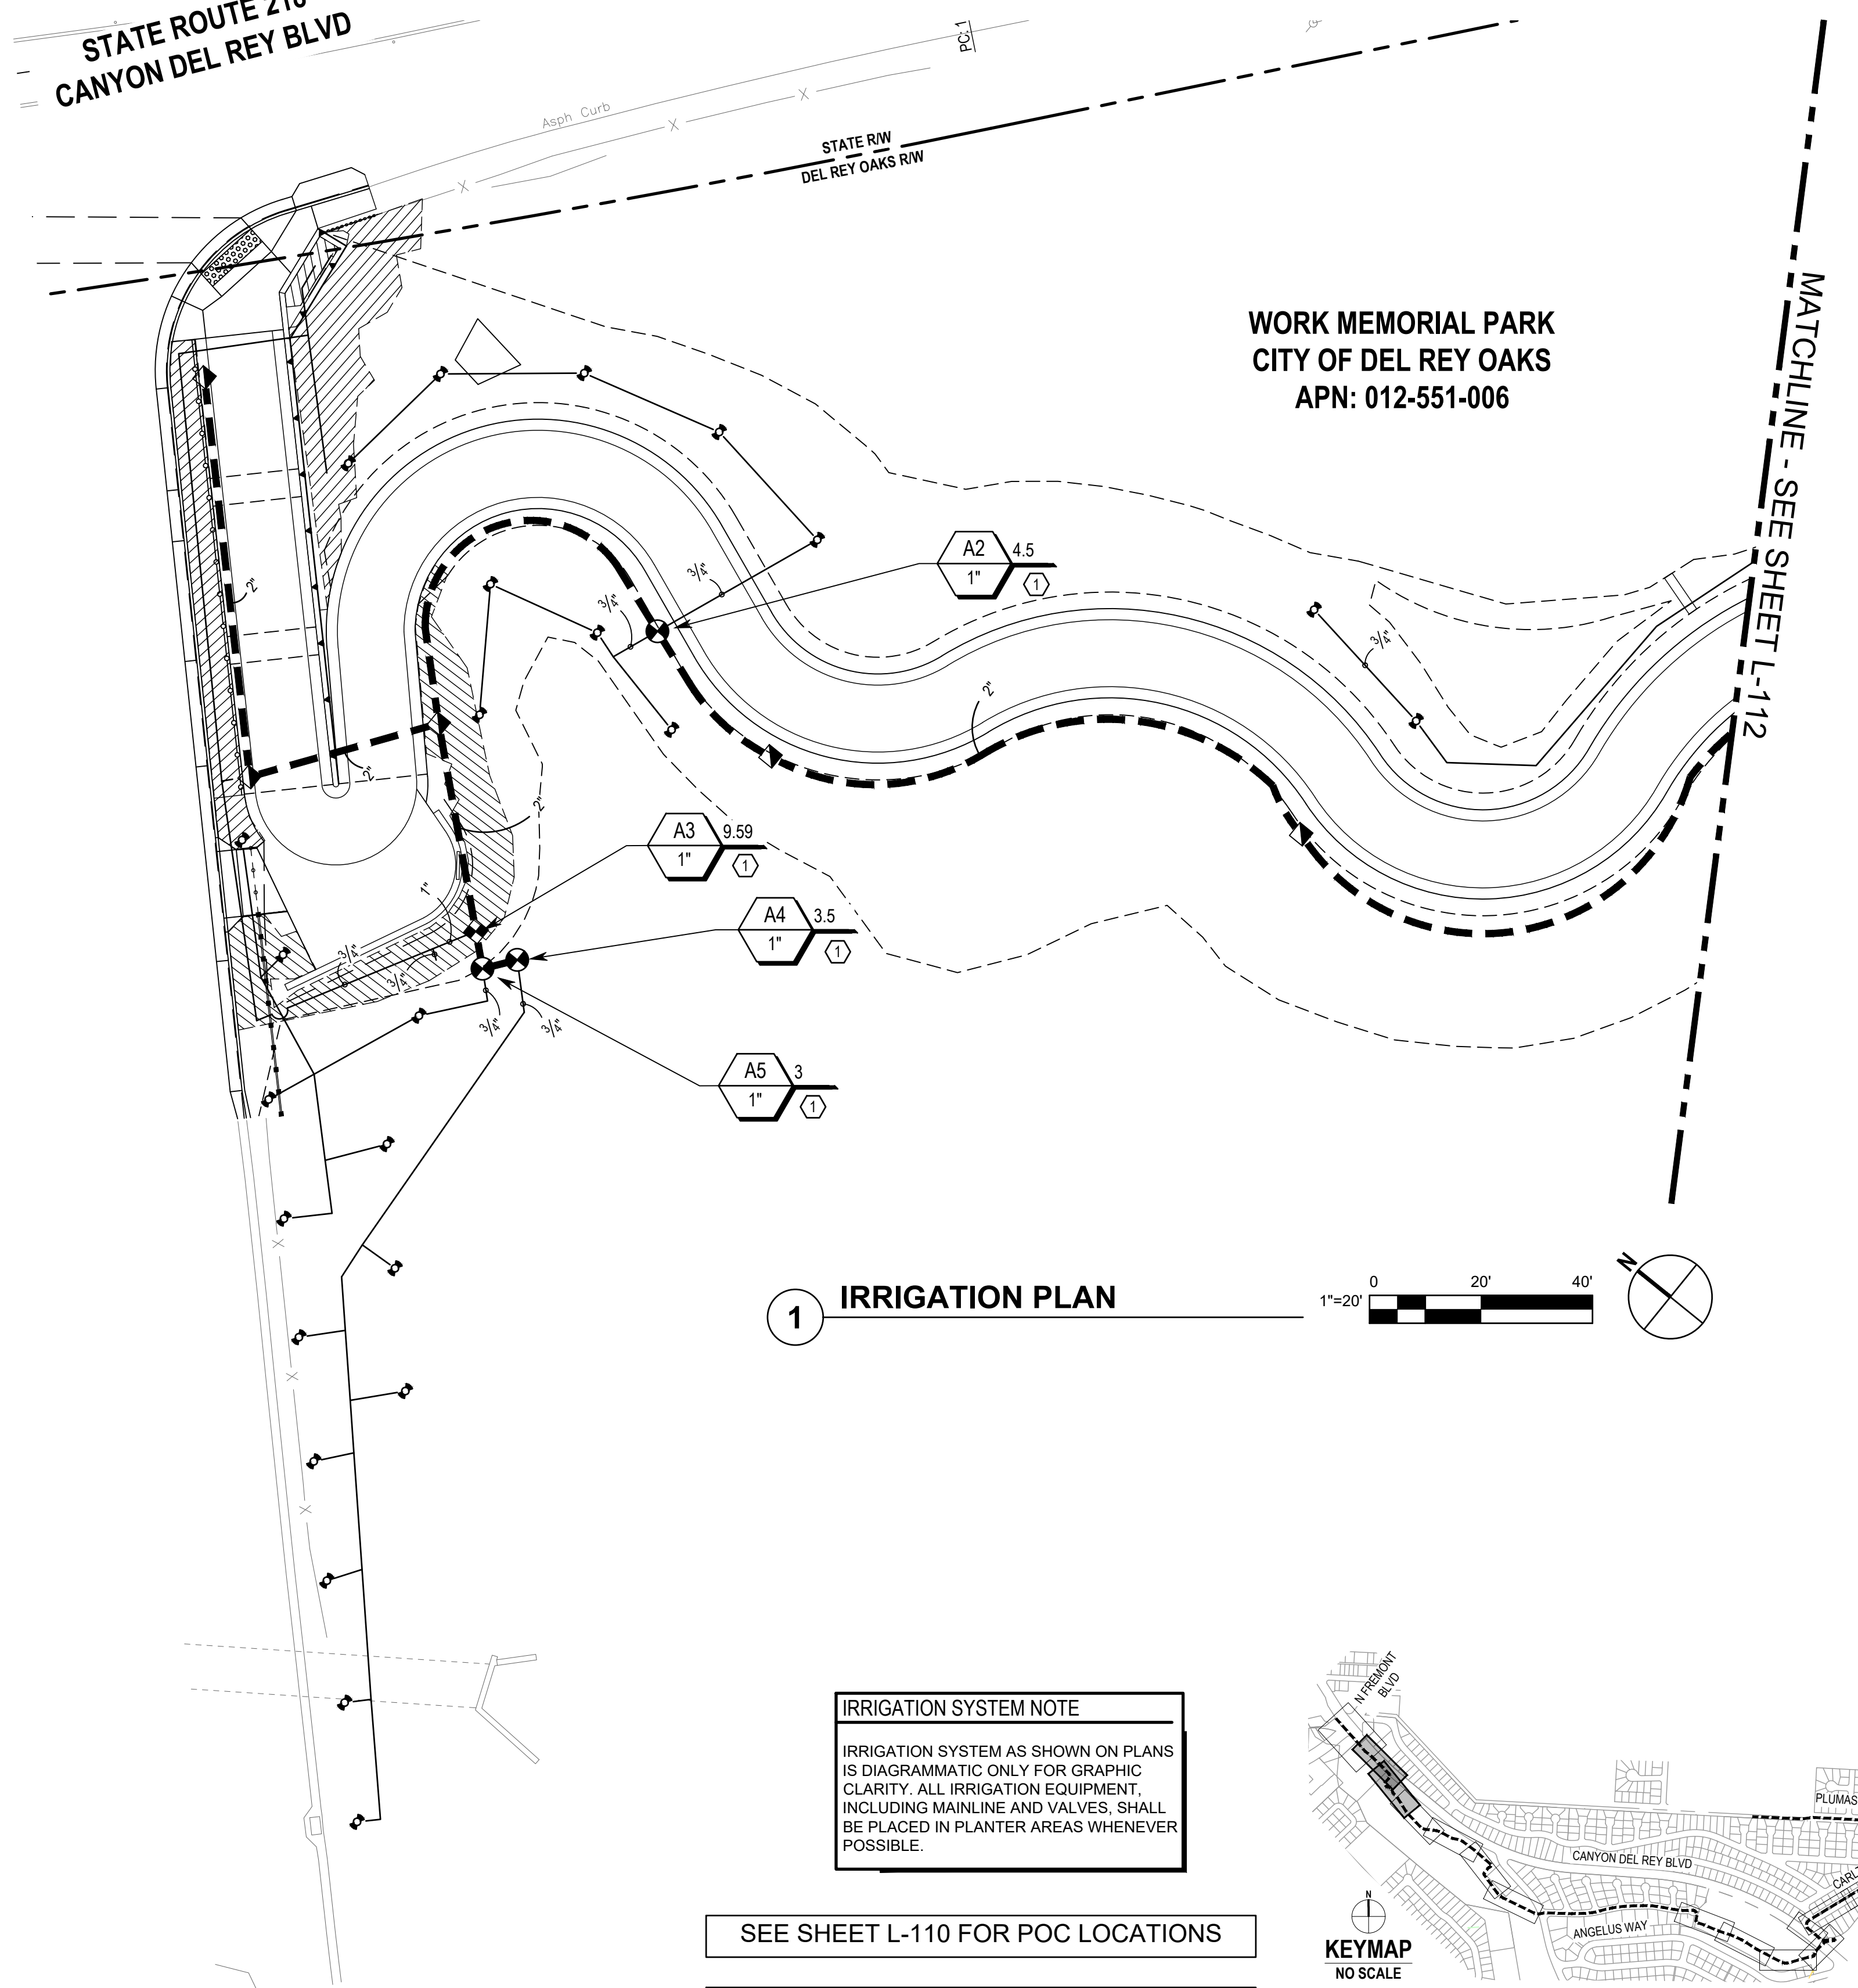 STATE ROUTE 218
CANYON DEL REY BLVD
PC: 1
Asph Curb
STATE R/W
DEL REY OAKS R/W
WORK MEMORIAL PARK
CITY OF DEL REY OAKS
APN: 012-551-006
MATCHLINE - SEE SHEET L-112
A2 4.5
1" 1
3/4"
3/4"
3/4"
2"
2"
2"
2"
A3 9.59
1" 1
A4 3.5
1" 1
1"
3/4"
3/4"
3/4"
3/4"
A5 3
1" 1
1 IRRIGATION PLAN
0 20' 40'
1"=20'
N
IRRIGATION SYSTEM NOTE
IRRIGATION SYSTEM AS SHOWN ON PLANS
IS DIAGRAMMATIC ONLY FOR GRAPHIC
CLARITY. ALL IRRIGATION EQUIPMENT,
INCLUDING MAINLINE AND VALVES, SHALL
BE PLACED IN PLANTER AREAS WHENEVER
POSSIBLE.
SEE SHEET L-110 FOR POC LOCATIONS
N FREMONT
BLVD
PLUMAS
CANYON DEL REY BLVD
CARL
ANGELUS WAY
N
KEYMAP
NO SCALE